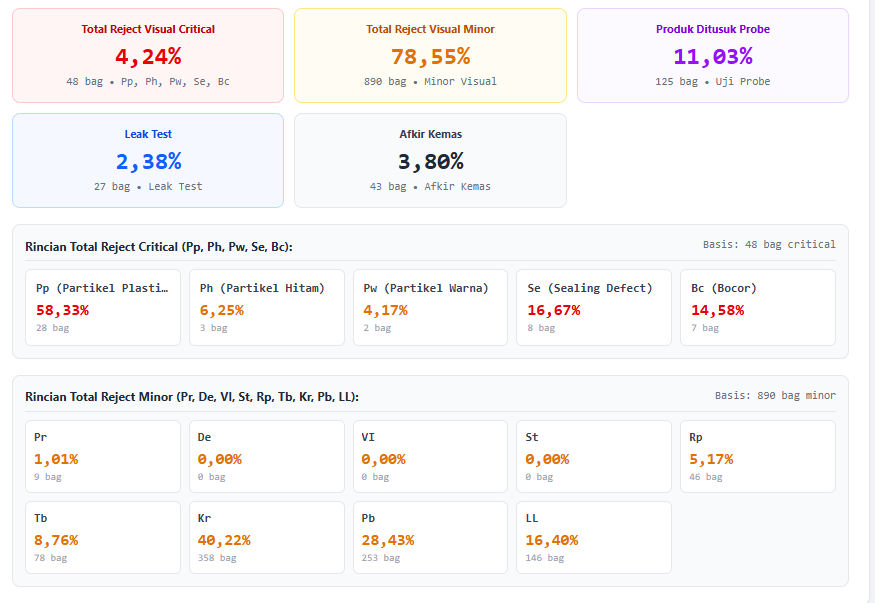 Total Reject Visual Critical
4,24%
48 bag • Pp, Ph, Pw, Se, Bc
Total Reject Visual Minor
78,55%
890 bag • Minor Visual
Produk Ditusuk Probe
11,03%
125 bag • Uji Probe
Leak Test
2,38%
27 bag • Leak Test
Afkir Kemas
3,80%
43 bag • Afkir Kemas
Rincian Total Reject Critical (Pp, Ph, Pw, Se, Bc):
Basis: 48 bag critical
Pp (Partikel Plasti…
58,33%
28 bag
Ph (Partikel Hitam)
6,25%
3 bag
Pw (Partikel Warna)
4,17%
2 bag
Se (Sealing Defect)
16,67%
8 bag
Bc (Bocor)
14,58%
7 bag
Rincian Total Reject Minor (Pr, De, VI, St, Rp, Tb, Kr, Pb, LL):
Basis: 890 bag minor
Pr
1,01%
9 bag
De
0,00%
0 bag
VI
0,00%
0 bag
St
0,00%
0 bag
Rp
5,17%
46 bag
Tb
8,76%
78 bag
Kr
40,22%
358 bag
Pb
28,43%
253 bag
LL
16,40%
146 bag